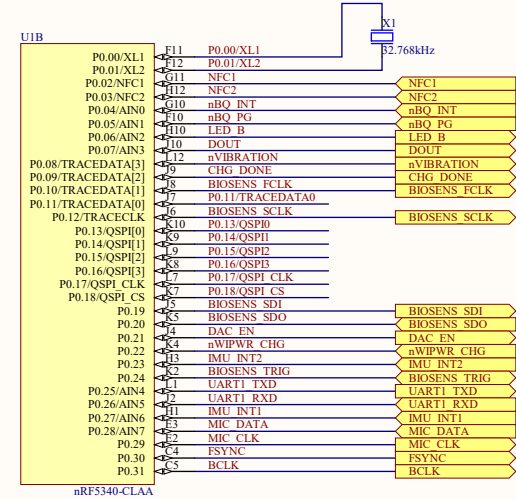 X1
U1B
32.768kHz
P0.00/XL1 F11 P0.00/XL1
P0.01/XL2 F12 P0.01/XL2
P0.02/NFC1 G11 NFC1 NFC1
P0.03/NFC2 H12 NFC2 NFC2
P0.04/AIN0 G10 nBQ_INT nBQ_INT
P0.05/AIN1 F10 nBQ_PG nBQ_PG
P0.06/AIN2 H10 LED_B LED_B
P0.07/AIN3 J10 DOUT DOUT
P0.08/TRACEDATA[3] L12 nVIBRATION nVIBRATION
P0.09/TRACEDATA[2] J9 CHG_DONE CHG_DONE
P0.10/TRACEDATA[1] J8 BIOSENS_FCLK BIOSENS_FCLK
P0.11/TRACEDATA[0] J7 P0.11/TRACEDATA0
P0.12/TRACECLK J6 BIOSENS_SCLK BIOSENS_SCLK
P0.13/QSPI[0] K10 P0.13/QSPI0
P0.14/QSPI[1] K9 P0.14/QSPI1
P0.15/QSPI[2] L9 P0.15/QSPI2
P0.16/QSPI[3] K8 P0.16/QSPI3
P0.17/QSPI_CLK L7 P0.17/QSPI_CLK
P0.18/QSPI_CS K7 P0.18/QSPI_CS
P0.19 J5 BIOSENS_SDI BIOSENS_SDI
P0.20 K5 BIOSENS_SDO BIOSENS_SDO
P0.21 J4 DAC_EN DAC_EN
P0.22 K4 nWIPWR_CHG nWIPWR_CHG
P0.23 H3 IMU_INT2 IMU_INT2
P0.24 K2 BIOSENS_TRIG BIOSENS_TRIG
P0.25/AIN4 L1 UART1_TXD UART1_TXD
P0.26/AIN5 J2 UART1_RXD UART1_RXD
P0.27/AIN6 H1 IMU_INT1 IMU_INT1
P0.28/AIN7 E3 MIC_DATA MIC_DATA
P0.29 E2 MIC_CLK MIC_CLK
P0.30 C4 FSYNC FSYNC
P0.31 C5 BCLK BCLK
nRF5340-CLAA